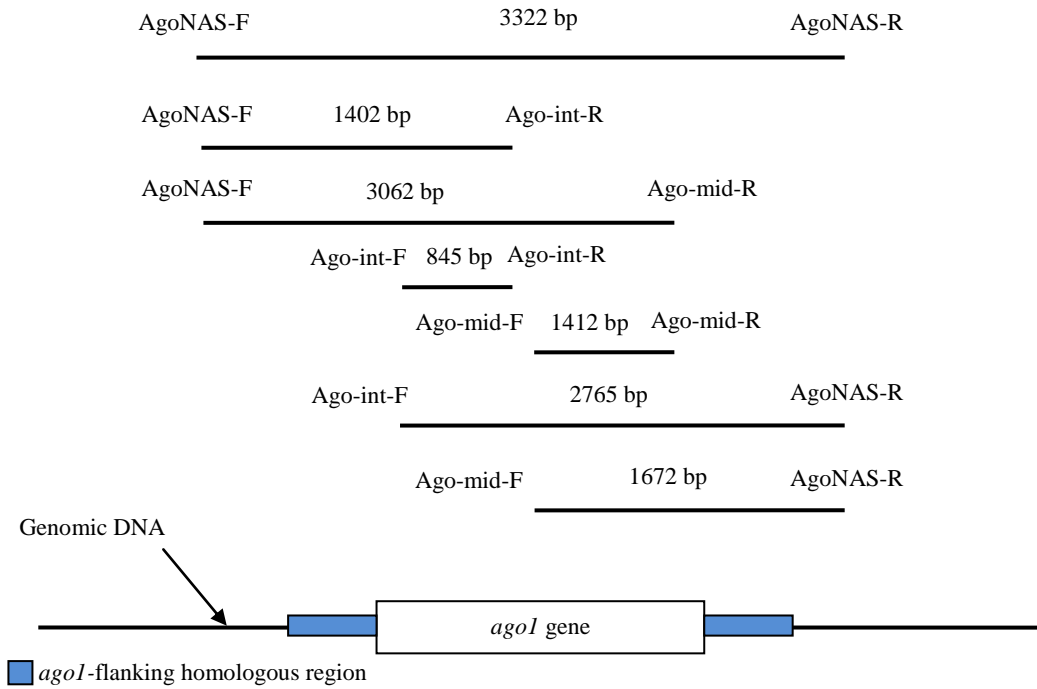 AgoNAS-F 3322 bp AgoNAS-R
AgoNAS-F 1402 bp Ago-int-R
AgoNAS-F 3062 bp Ago-mid-R
Ago-int-F 845 bp Ago-int-R
Ago-mid-F 1412 bp Ago-mid-R
Ago-int-F 2765 bp AgoNAS-R
Ago-mid-F 1672 bp AgoNAS-R
Genomic DNA
ago1 gene
ago1-flanking homologous region